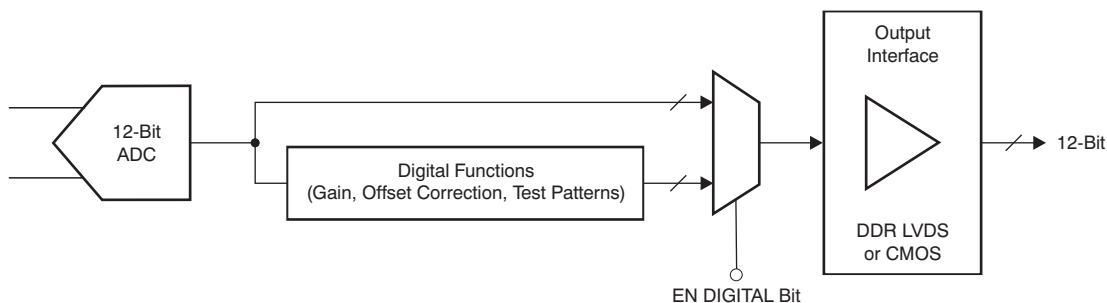 12-Bit
ADC
Digital Functions
(Gain, Offset Correction, Test Patterns)
EN DIGITAL Bit
Output
Interface
DDR LVDS
or CMOS
12-Bit